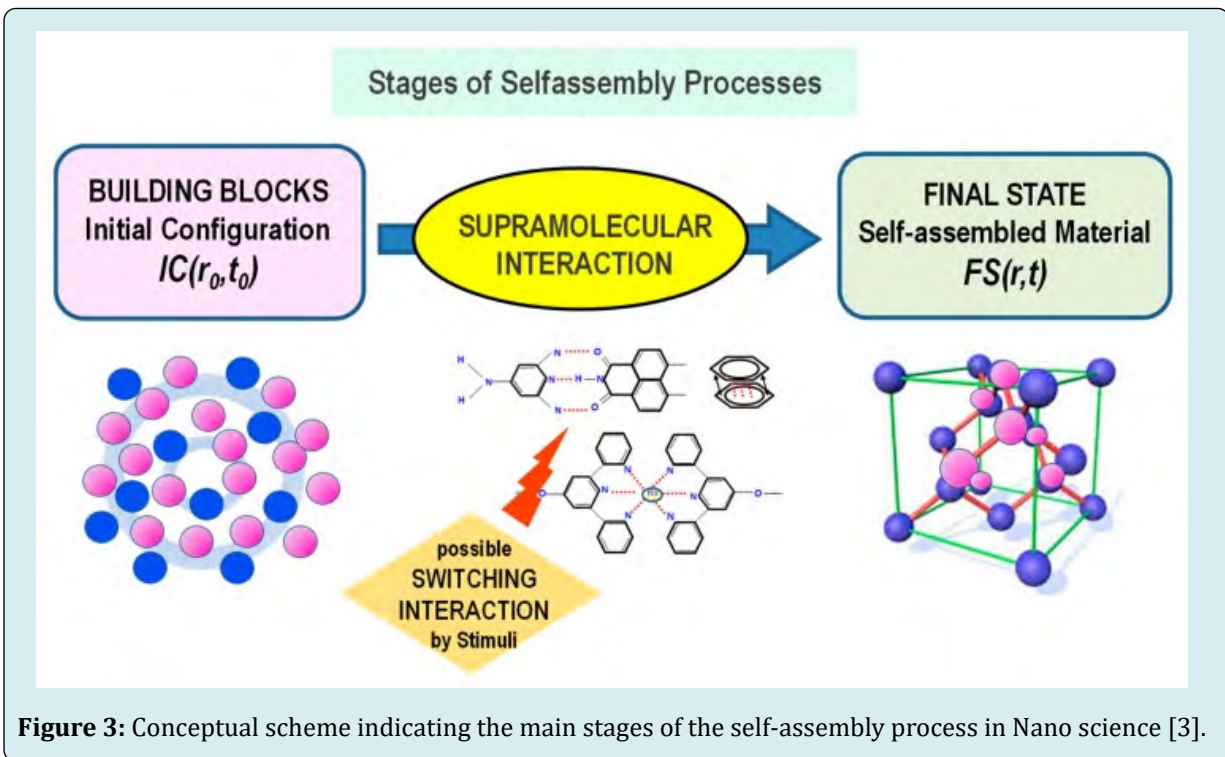 Stages of Selfassembly Processes
BUILDING BLOCKS
Initial Configuration
IC(r₀,t₀)
SUPRAMOLECULAR
INTERACTION
FINAL STATE
Self-assembled Material
FS(r,t)
H
N
H
N
N
N
O
H
N
O
possible
SWITCHING
INTERACTION
by Stimuli
O
N
N
N
N
N
N
O
Figure 3: Conceptual scheme indicating the main stages of the self-assembly process in Nano science [3].